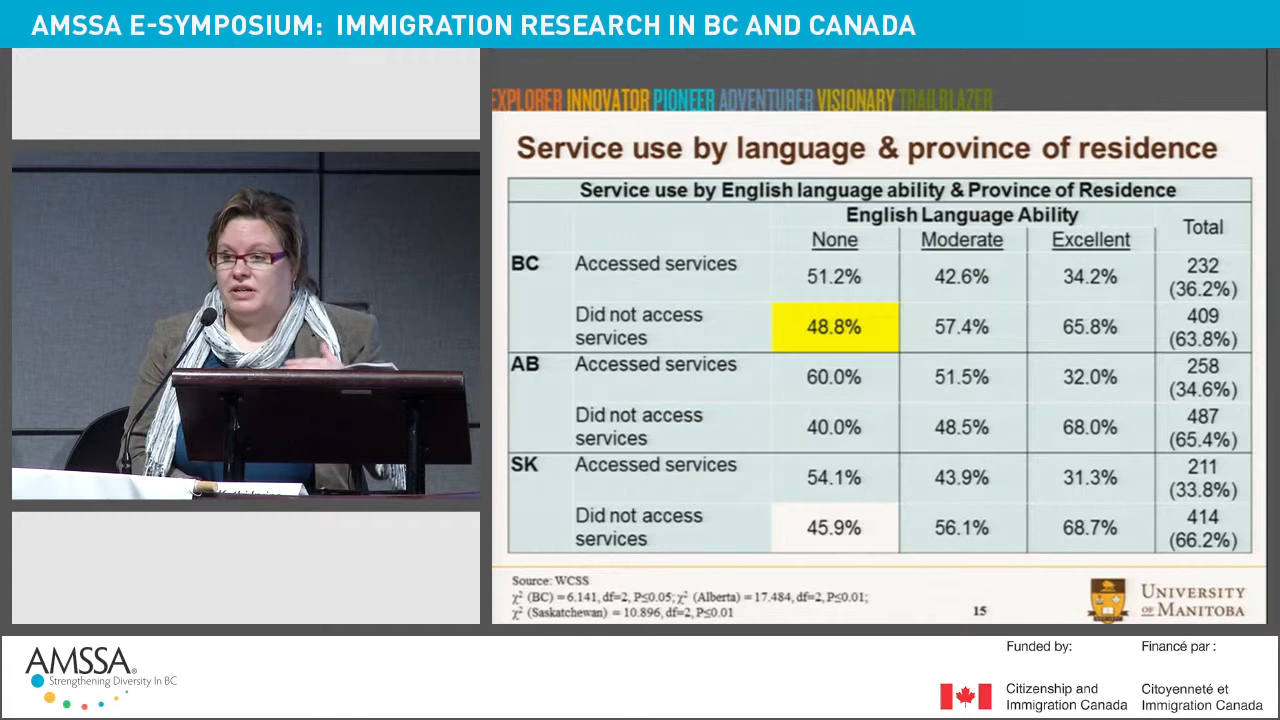 AMSSA E-SYMPOSIUM: IMMIGRATION RESEARCH IN BC AND CANADA
EXPLORER INNOVATOR PIONEER ADVENTURER VISIONARY TRAILBLAZER
Service use by language & province of residence
Service use by English language ability & Province of Residence
English Language Ability
Total
None Moderate Excellent
BC Accessed services 51.2% 42.6% 34.2% 232
(36.2%)
Did not access
services 48.8% 57.4% 65.8% 409
(63.8%)
AB Accessed services 60.0% 51.5% 32.0% 258
(34.6%)
Did not access
services 40.0% 48.5% 68.0% 487
(65.4%)
SK Accessed services 54.1% 43.9% 31.3% 211
(33.8%)
Did not access
services 45.9% 56.1% 68.7% 414
(66.2%)
Source: WCSS
χ² (BC) = 6.141, df=2, P≤0.05; χ² (Alberta) = 17.484, df=2, P≤0.01;
χ² (Saskatchewan) = 10.896, df=2, P≤0.01
15
UNIVERSITY
OF MANITOBA
AMSSA®
Strengthening Diversity In BC
Funded by:
Financé par :
Citizenship and
Immigration Canada
Citoyenneté et
Immigration Canada